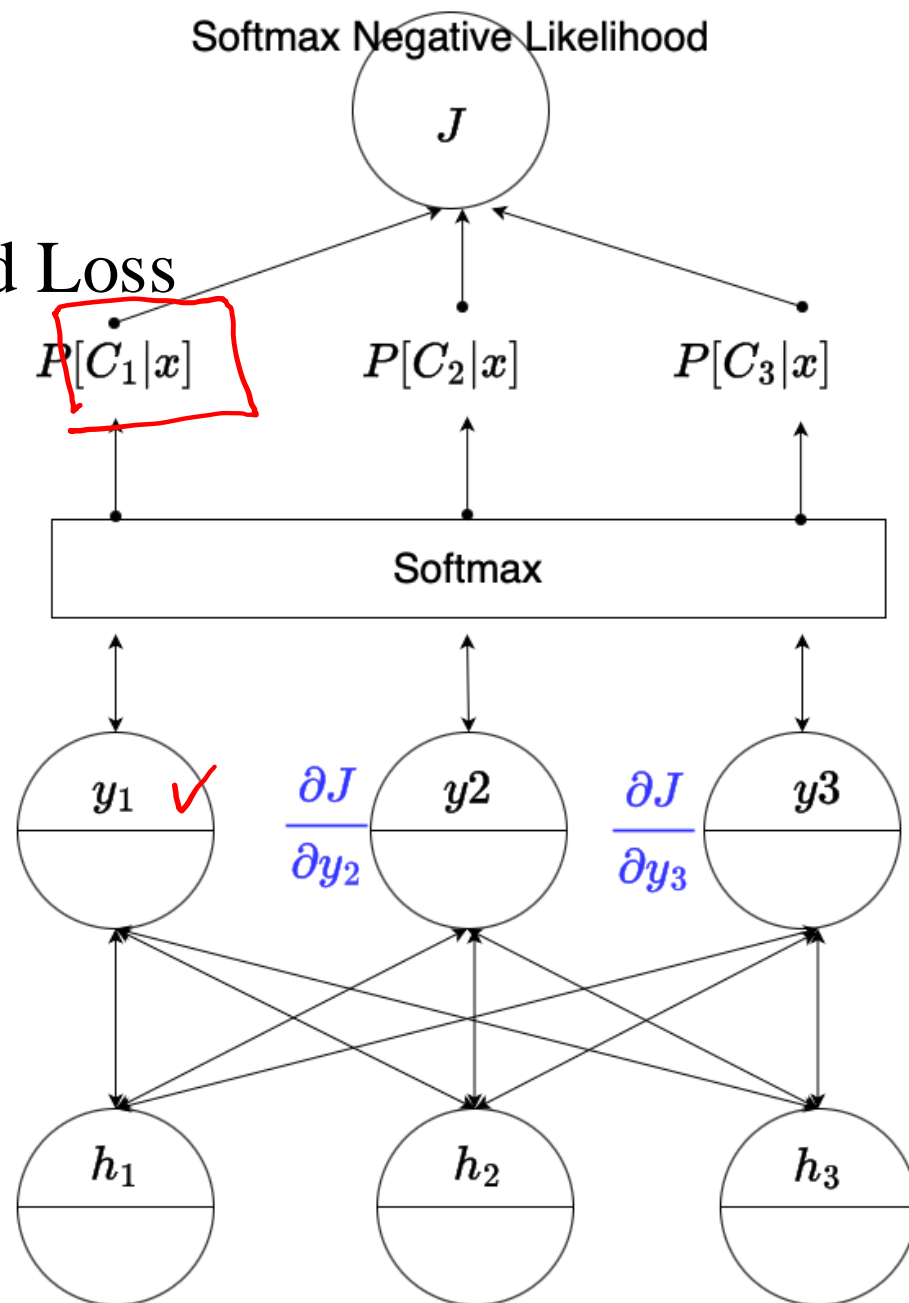 Softmax Negative Likelihood
J
d Loss
P[C₁|x] P[C₂|x] P[C₃|x]
Softmax
y₁ ∂J/∂y₂ y2 ∂J/∂y₃ y3
h₁ h₂ h₃